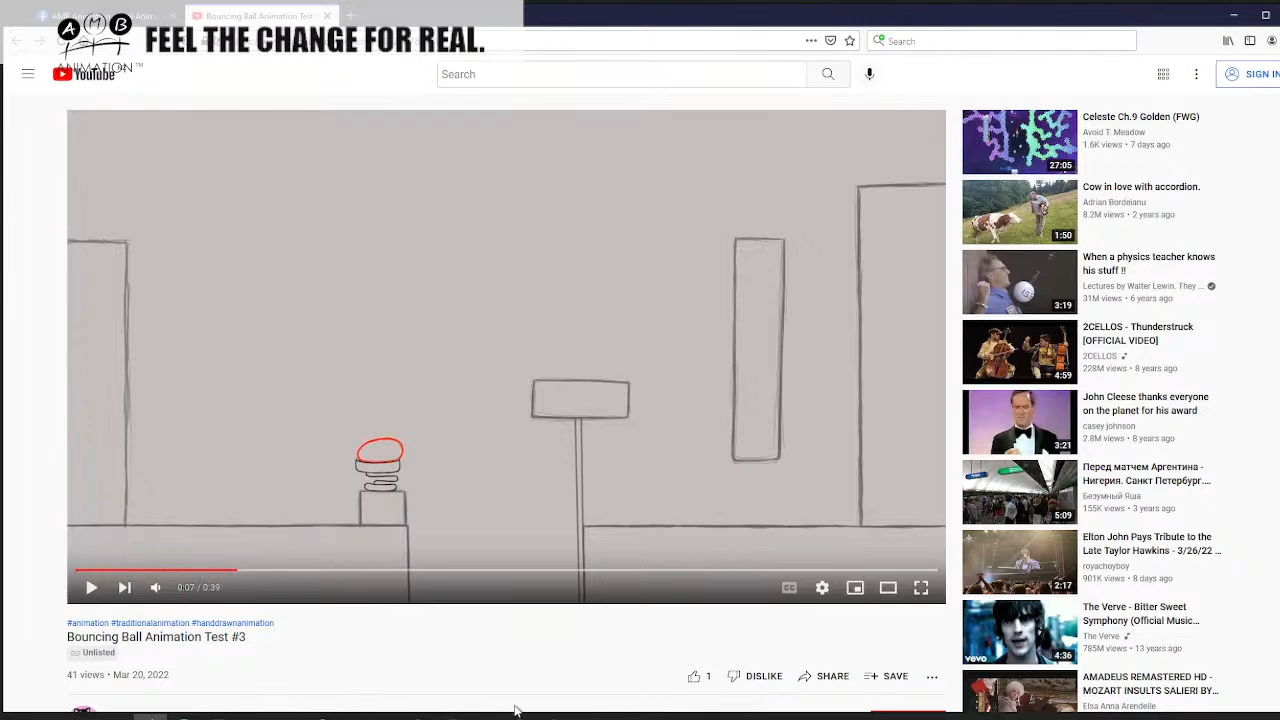 AMB Animation Academy
Bouncing Ball Animation Test
A M B
ANIMATION™
FEEL THE CHANGE FOR REAL.
Search
YouTube
Search
SIGN IN
27:05
Celeste Ch.9 Golden (FWG)
Avoid T. Meadow
1.6K views • 7 days ago
1:50
Cow in love with accordion.
Adrian Bordeianu
8.2M views • 2 years ago
3:19
When a physics teacher knows
his stuff !!
Lectures by Walter Lewin. They ...
31M views • 6 years ago
4:59
2CELLOS - Thunderstruck
[OFFICIAL VIDEO]
2CELLOS
228M views • 8 years ago
3:21
John Cleese thanks everyone
on the planet for his award
casey johnson
2.8M views • 8 years ago
5:09
Перед матчем Аргентина -
Нигерия. Санкт Петербург....
Безумный Яша
155K views • 3 years ago
2:17
Elton John Pays Tribute to the
Late Taylor Hawkins - 3/26/22 ...
royachoyboy
901K views • 8 days ago
vevo
4:36
The Verve - Bitter Sweet
Symphony (Official Music...
The Verve
785M views • 13 years ago
AMADEUS REMASTERED HD -
MOZART INSULTS SALIERI BY...
Elsa Anna Arendelle
0:07 / 0:39
CC
#animation #traditionalanimation #handdrawnanimation
Bouncing Ball Animation Test #3
Unlisted
41 views • Mar 20, 2022
1
DISLIKE
SHARE
SAVE